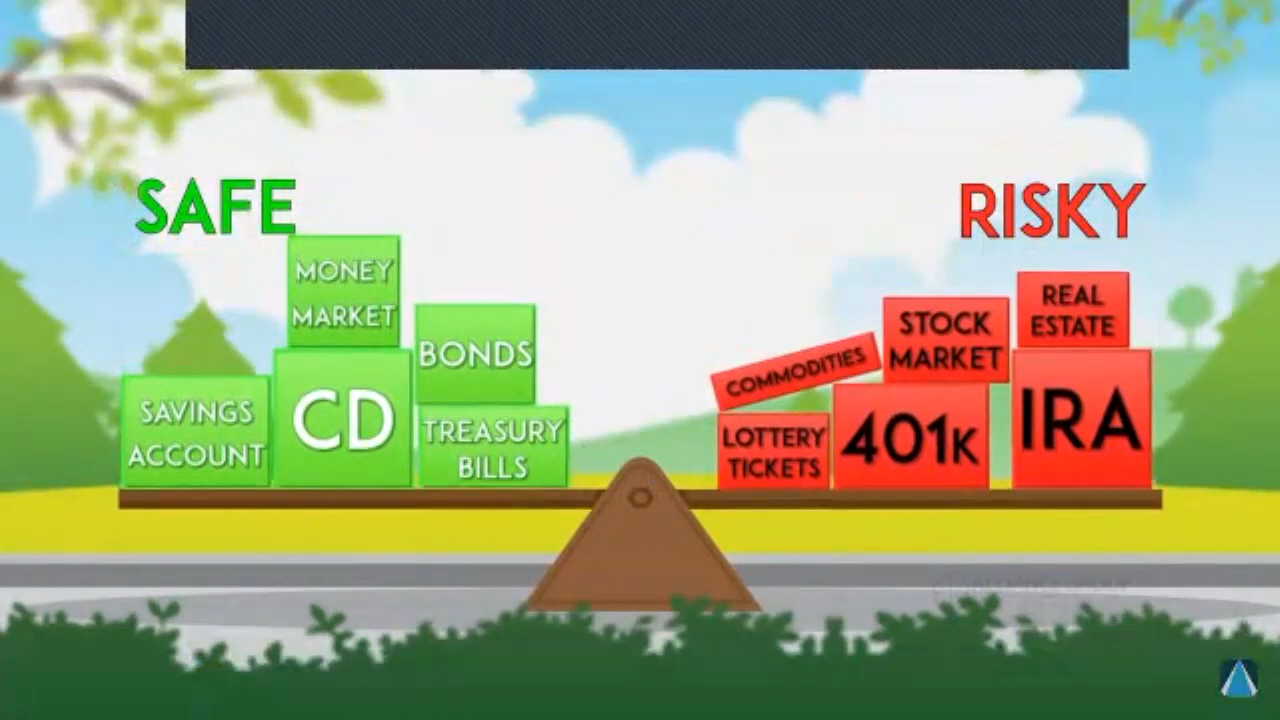 SAFE
RISKY
MONEY
MARKET
BONDS
CD
SAVINGS
ACCOUNT
TREASURY
BILLS
REAL
ESTATE
STOCK
MARKET
COMMODITIES
IRA
401K
LOTTERY
TICKETS